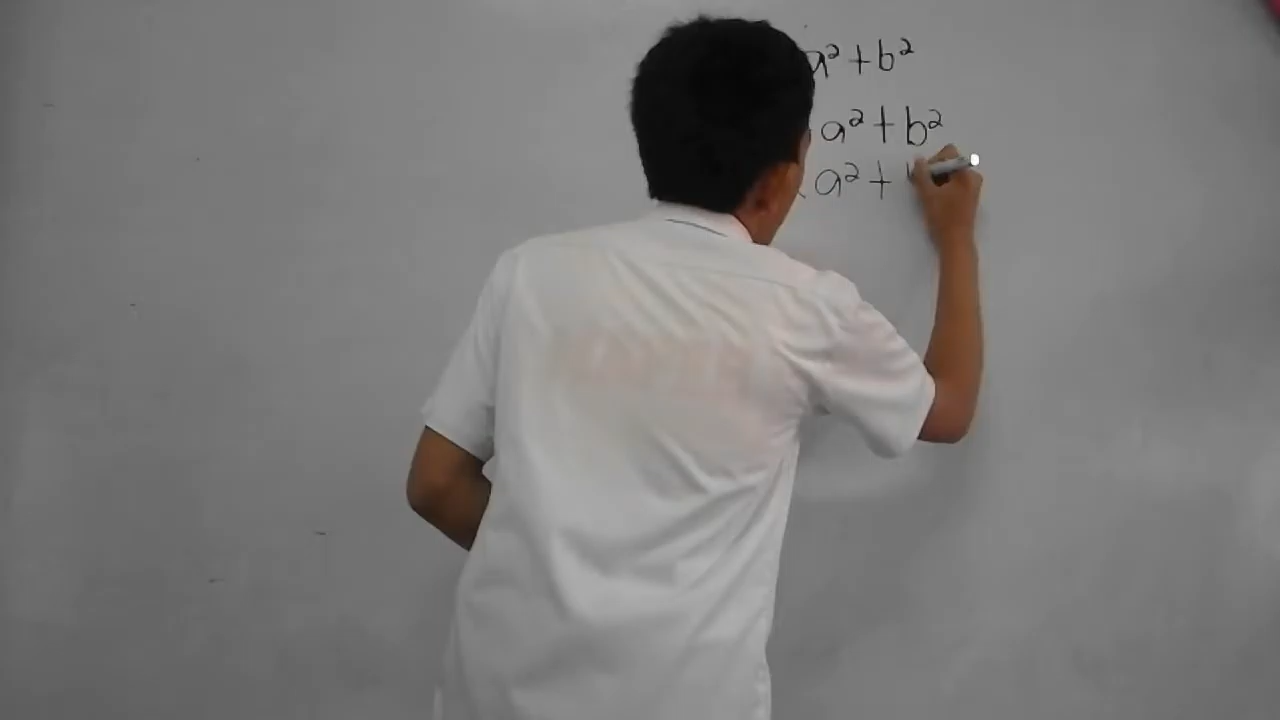 a² + b²
a² + b²
a² +